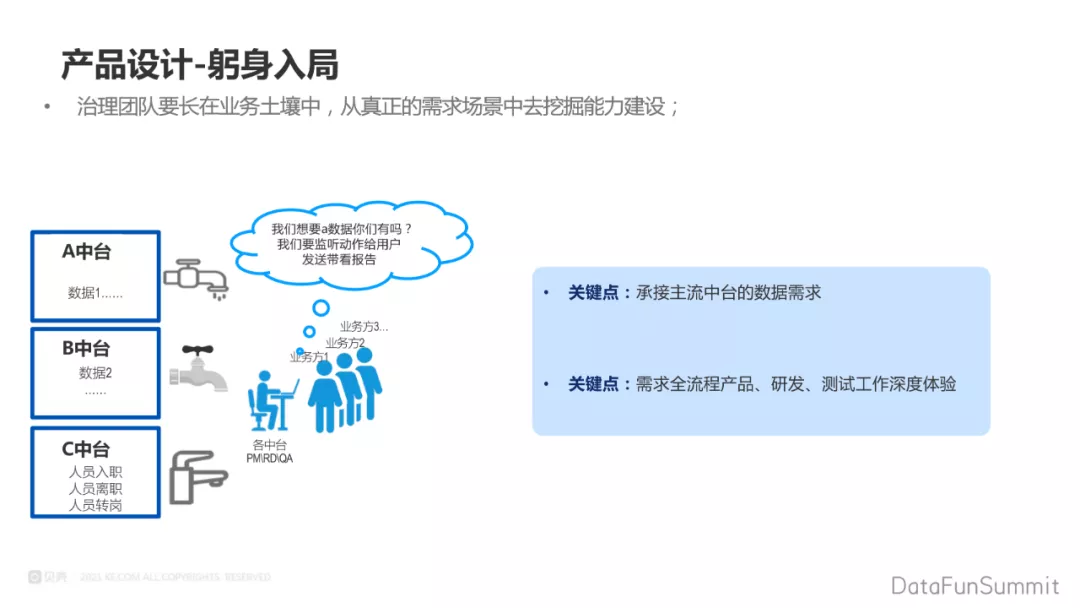 产品设计-躬身入局
• 治理团队要长在业务土壤中，从真正的需求场景中去挖掘能力建设；
我们想要a数据你们有吗？
我们要监听动作给用户
发送带看报告
A中台
数据1......
B中台
数据2
......
C中台
人员入职
人员离职
人员转岗
业务方3...
业务方2
业务方1
各中台
PM\RD\QA
• 关键点：承接主流中台的数据需求
• 关键点：需求全流程产品、研发、测试工作深度体验
贝壳 2021 KE.COM ALL COPYRIGHTS RESERVED
DataFunSummit